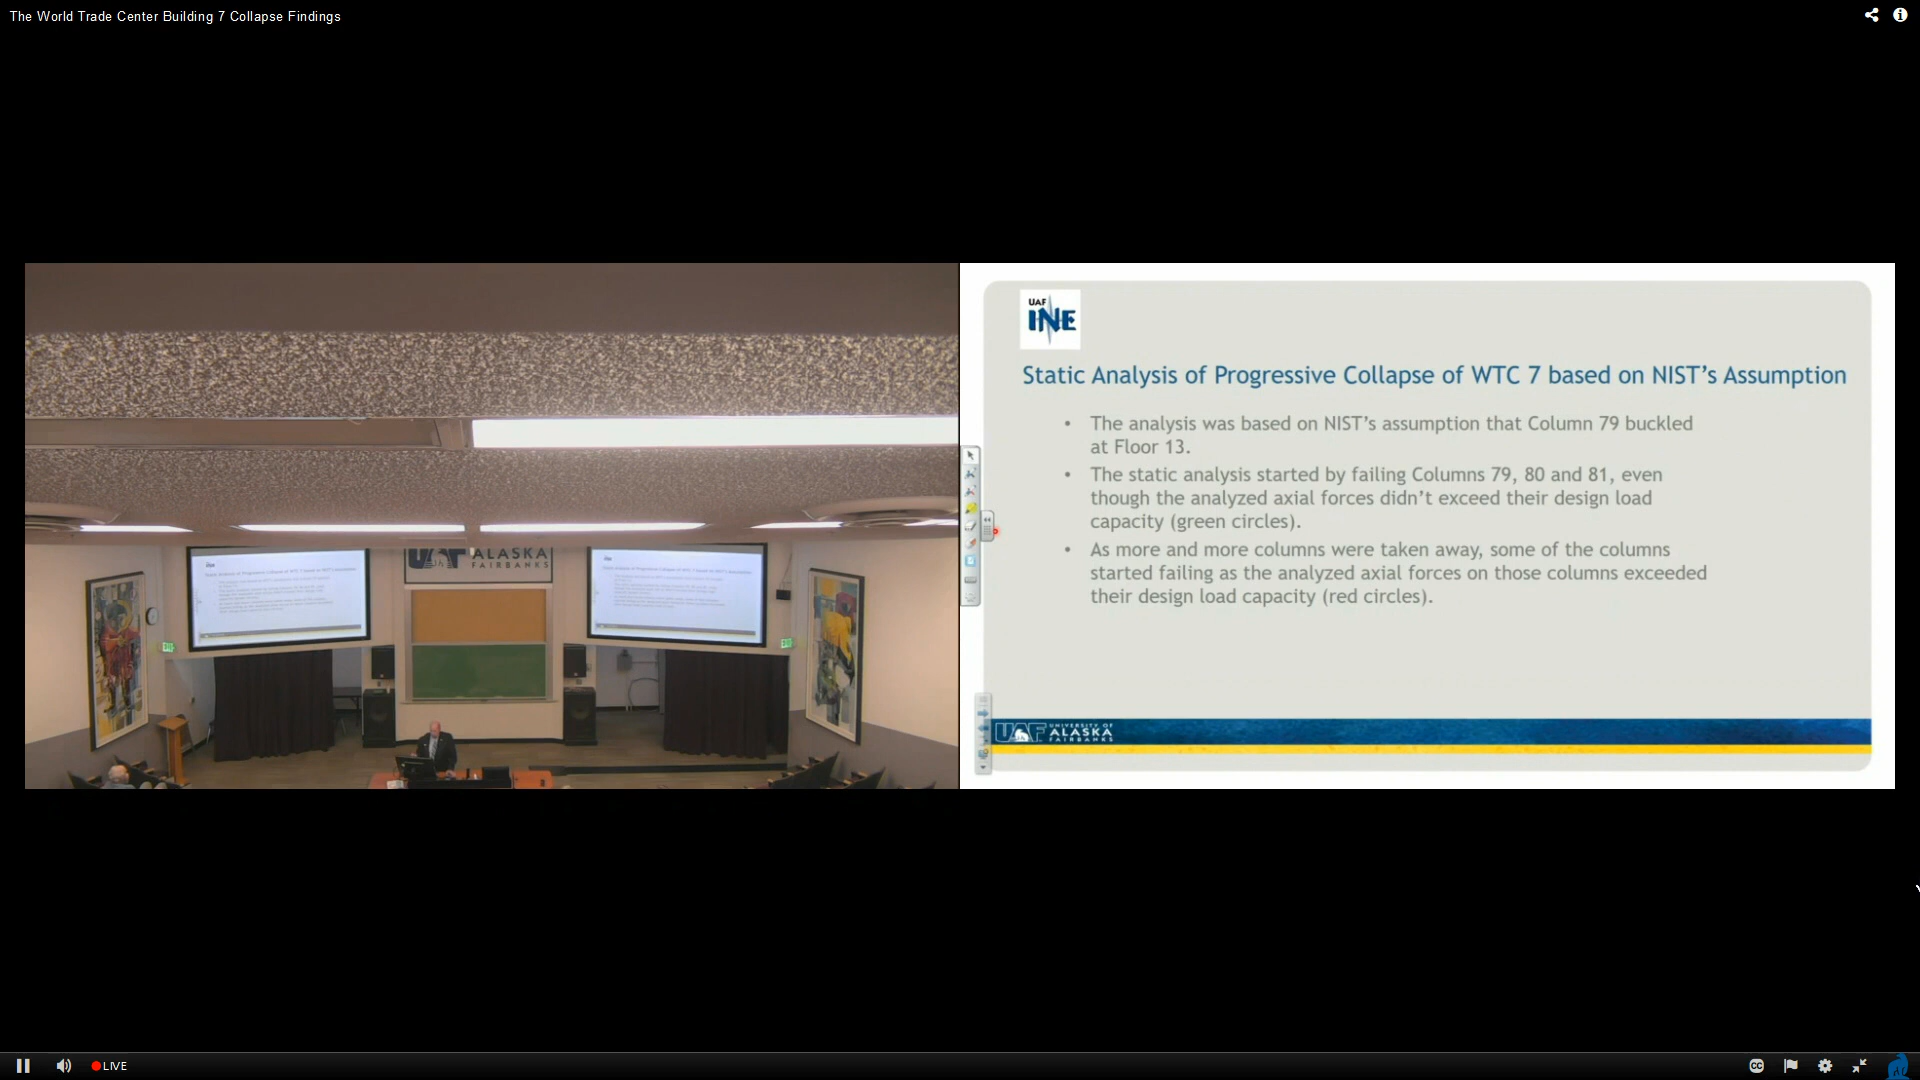 The World Trade Center Building 7 Collapse Findings
UAF
INE
Static Analysis of Progressive Collapse of WTC 7 based on NIST’s Assumption
• The analysis was based on NIST’s assumption that Column 79 buckled
at Floor 13.
• The static analysis started by failing Columns 79, 80 and 81, even
though the analyzed axial forces didn’t exceed their design load
capacity (green circles).
• As more and more columns were taken away, some of the columns
started failing as the analyzed axial forces on those columns exceeded
their design load capacity (red circles).
UAF UNIVERSITY OF
ALASKA
FAIRBANKS
UAF ALASKA
FAIRBANKS
LIVE
CC